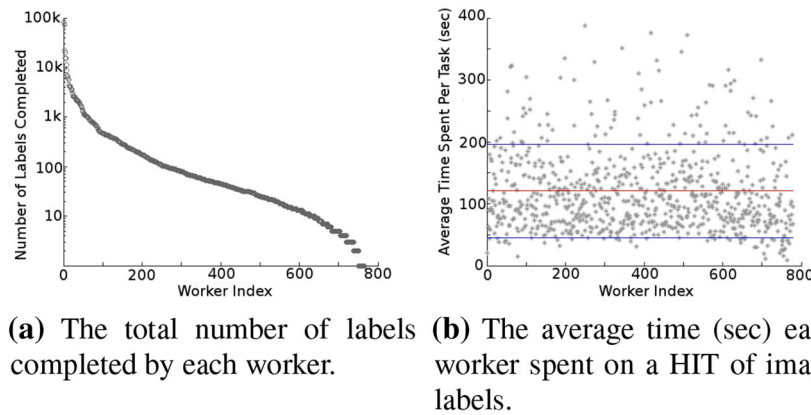 100k
10k
1k
100
10
Number of Labels Completed
0 200 400 600 800
Worker Index
400
300
200
100
0
Average Time Spent Per Task (sec)
0 200 400 600 800
Worker Index
(a) The total number of labels
completed by each worker.
(b) The average time (sec) ea
worker spent on a HIT of ima
labels.